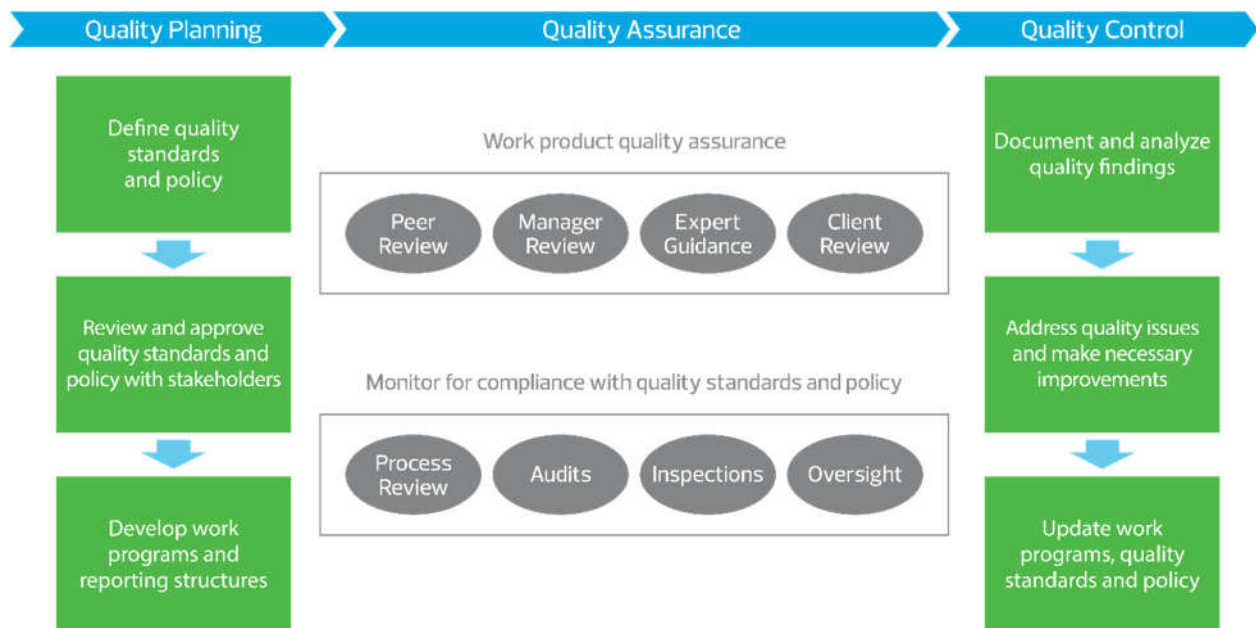 Quality Planning
Quality Assurance
Quality Control
Define quality
standards
and policy
Review and approve
quality standards and
policy with stakeholders
Develop work
programs and
reporting structures
Work product quality assurance
Peer
Review
Manager
Review
Expert
Guidance
Client
Review
Monitor for compliance with quality standards and policy
Process
Review
Audits
Inspections
Oversight
Document and analyze
quality findings
Address quality issues
and make necessary
improvements
Update work
programs, quality
standards and policy